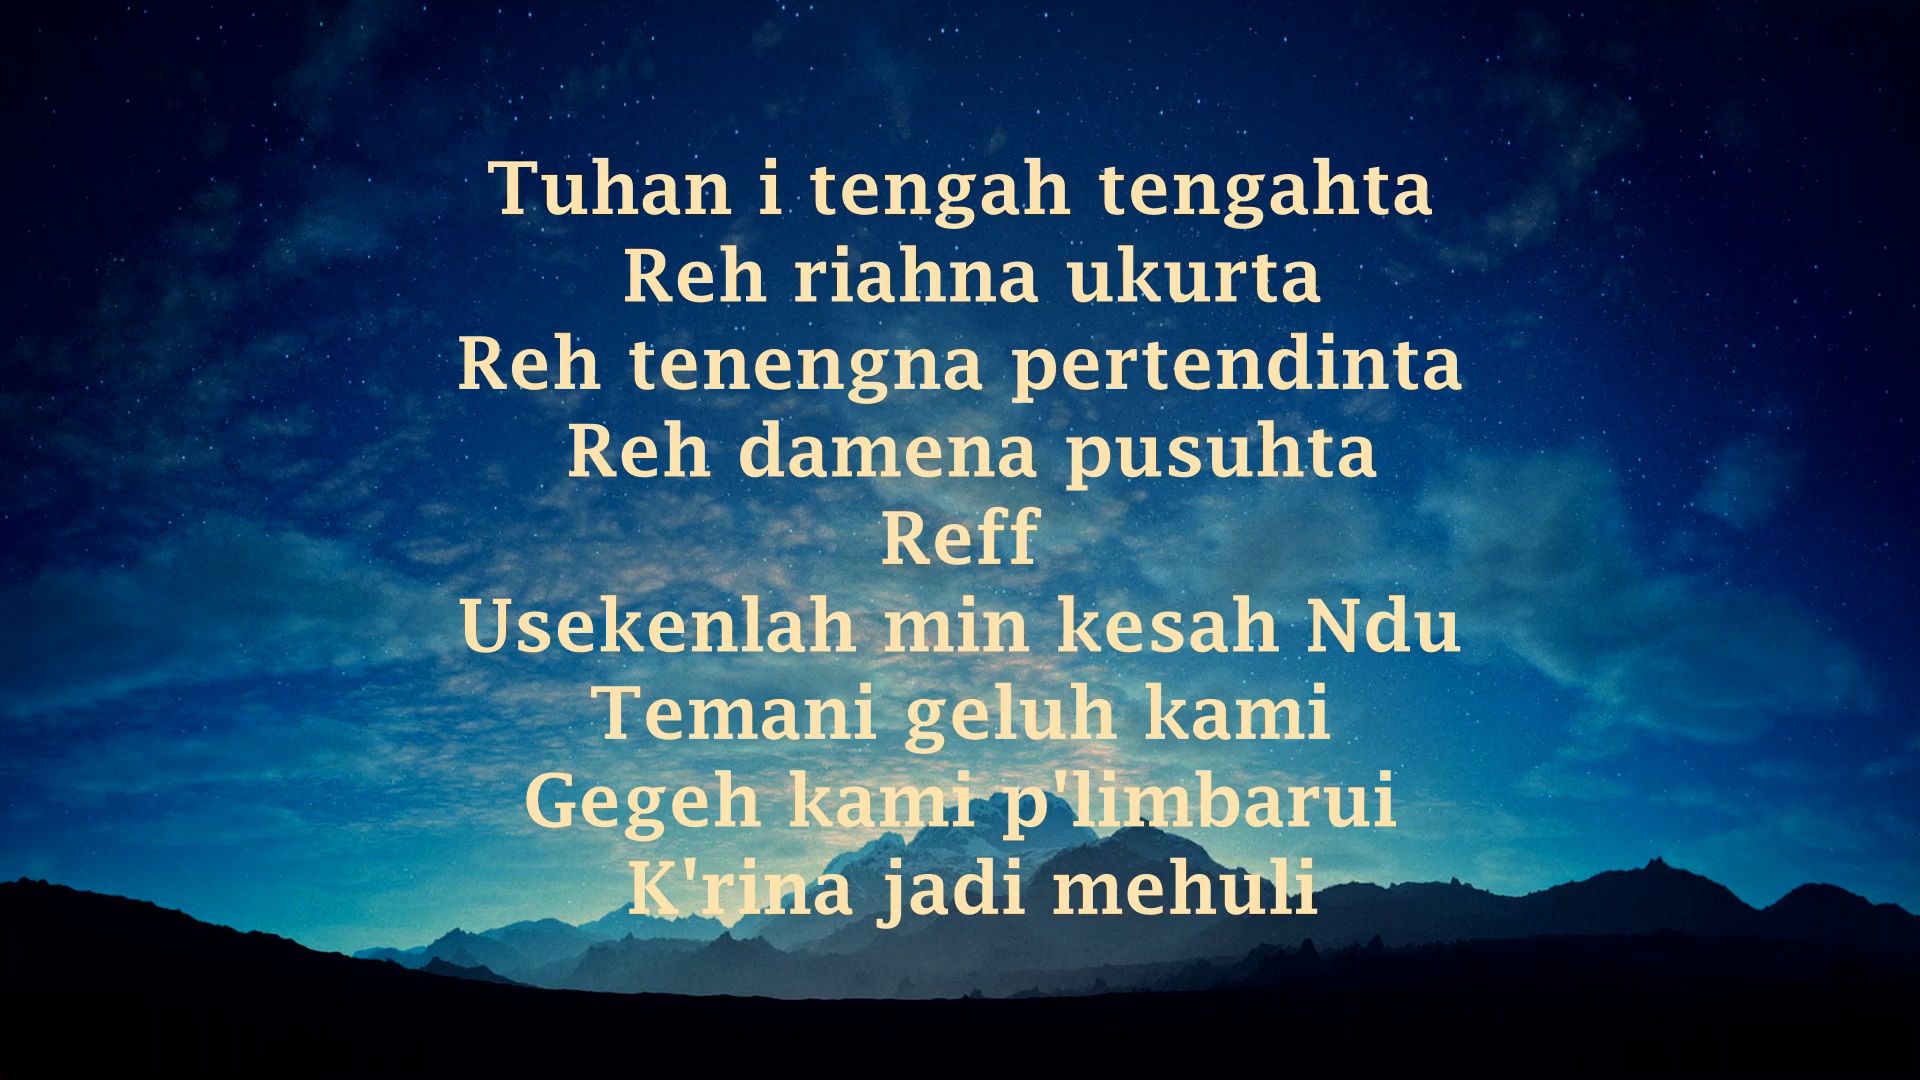 Tuhan i tengah tengahta
Reh riahna ukurta
Reh tenengna pertendinta
Reh damena pusuhta
Reff
Usekenlah min kesah Ndu
Temani geluh kami
Gegeh kami p'limbarui
K'rina jadi mehuli